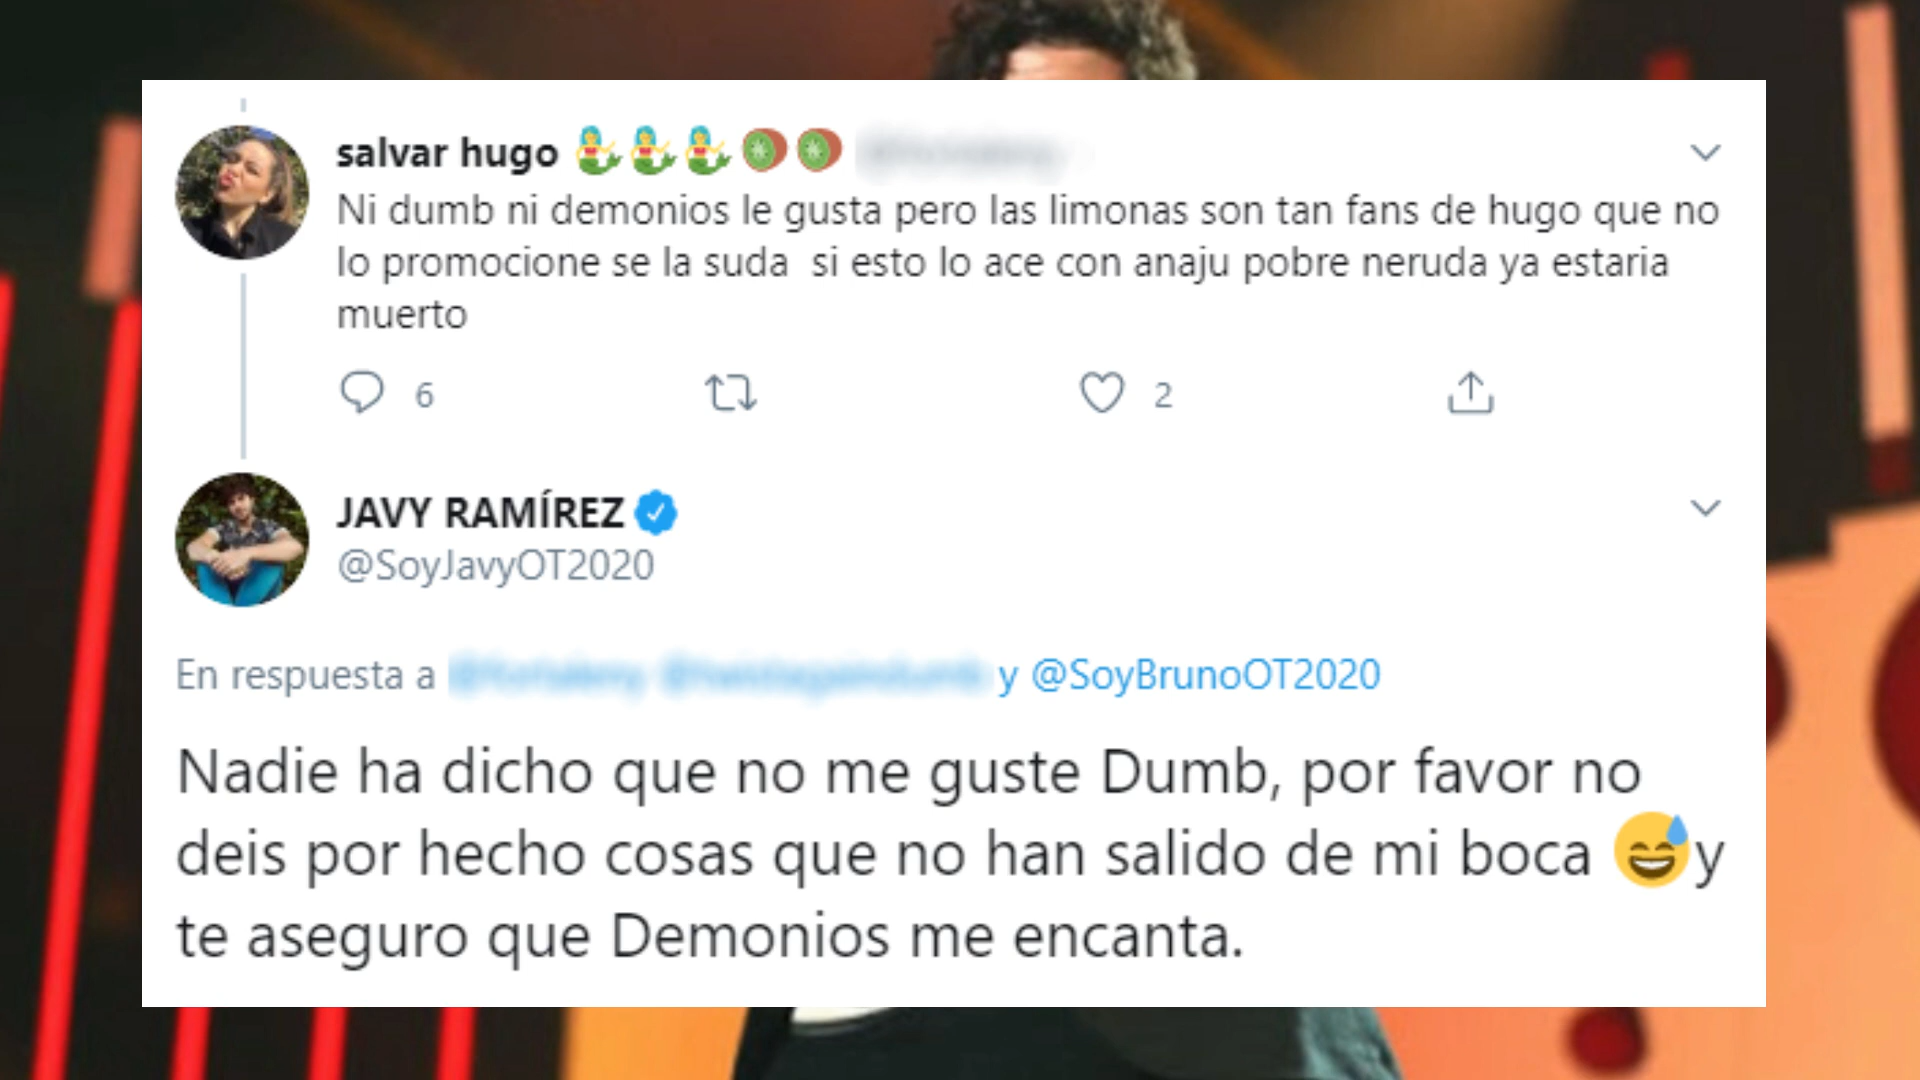 salvar hugo 🧜‍♀️🧜‍♀️🧜‍♀️🥝🥝
Ni dumb ni demonios le gusta pero las limonas son tan fans de hugo que no
lo promocione se la suda si esto lo ace con anaju pobre neruda ya estaria
muerto
6 2
JAVY RAMÍREZ
@SoyJavyOT2020
En respuesta a y @SoyBrunoOT2020
Nadie ha dicho que no me guste Dumb, por favor no
deis por hecho cosas que no han salido de mi boca 😅y
te aseguro que Demonios me encanta.